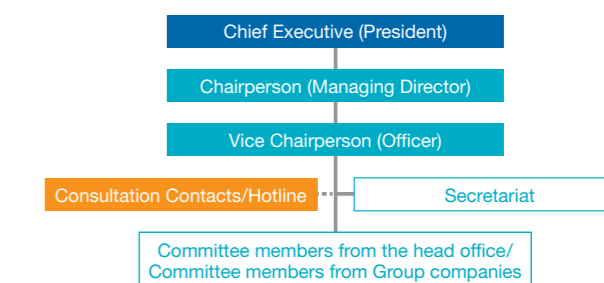 Chief Executive (President)
Chairperson (Managing Director)
Vice Chairperson (Officer)
Consultation Contacts/Hotline
Secretariat
Committee members from the head office/
Committee members from Group companies